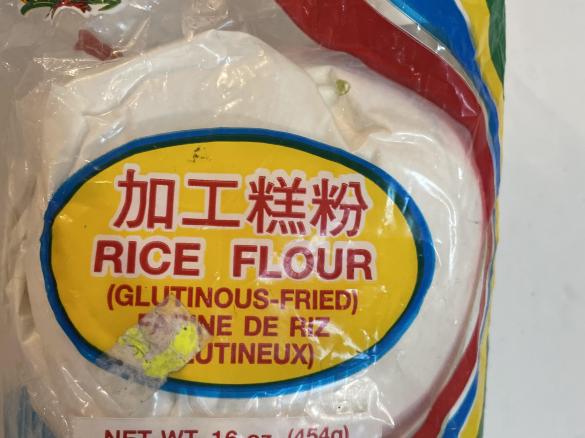 加工糕粉
RICE FLOUR
(GLUTINOUS-FRIED)
DE RIZ
NET WT. 16 oz. (454g)